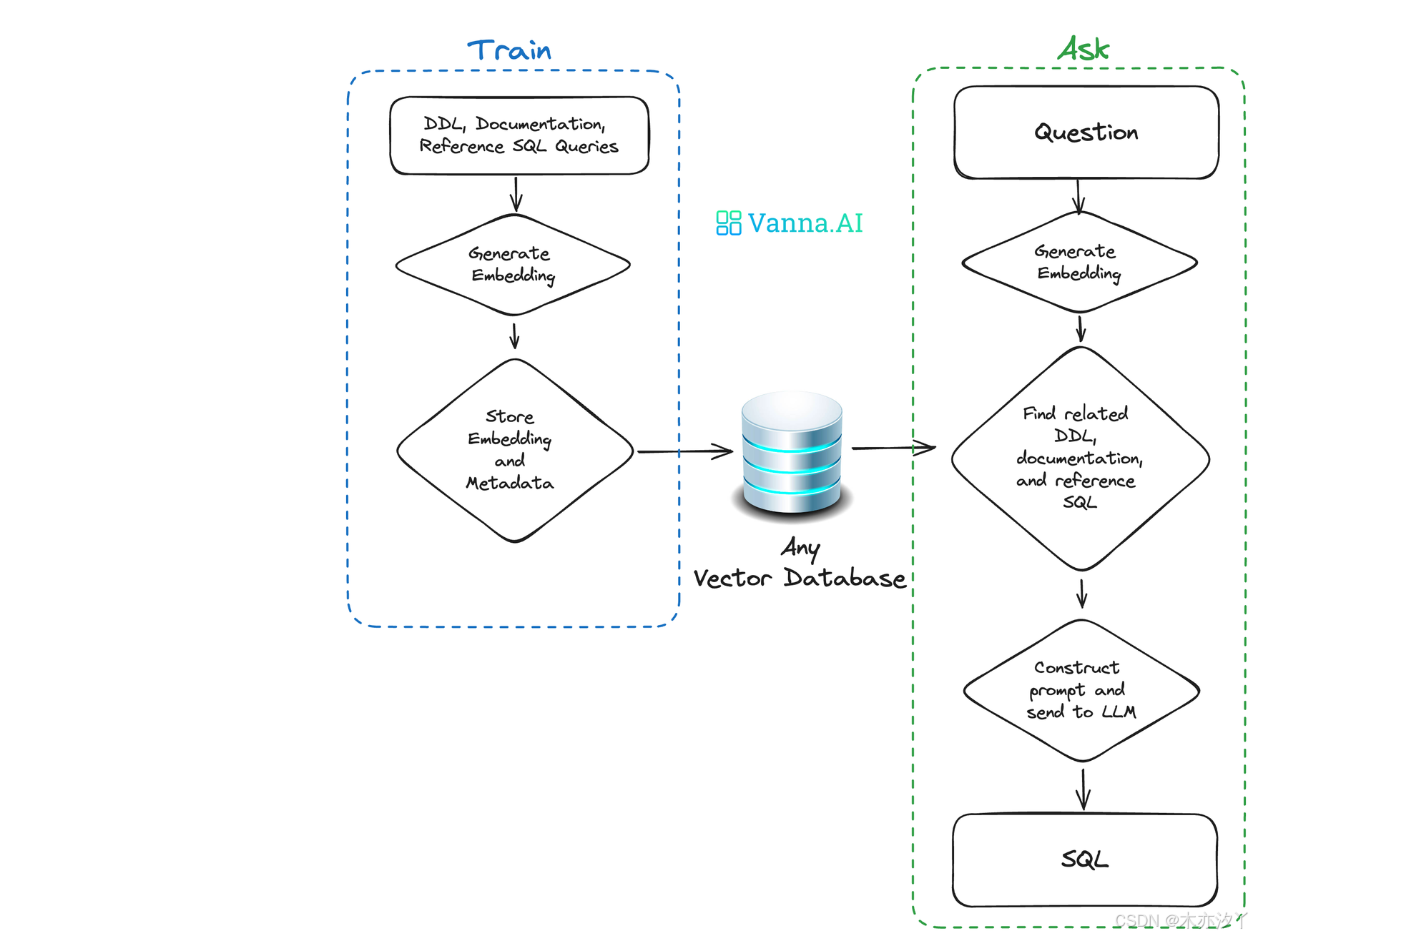 Train
DDL, Documentation,
Reference SQL Queries
Generate
Embedding
Store
Embedding
and
Metadata
Vanna.AI
Any
Vector Database
Ask
Question
Generate
Embedding
Find related
DDL,
documentation,
and reference
SQL
Construct
prompt and
send to LLM
SQL
CSDN @木亦汐丫